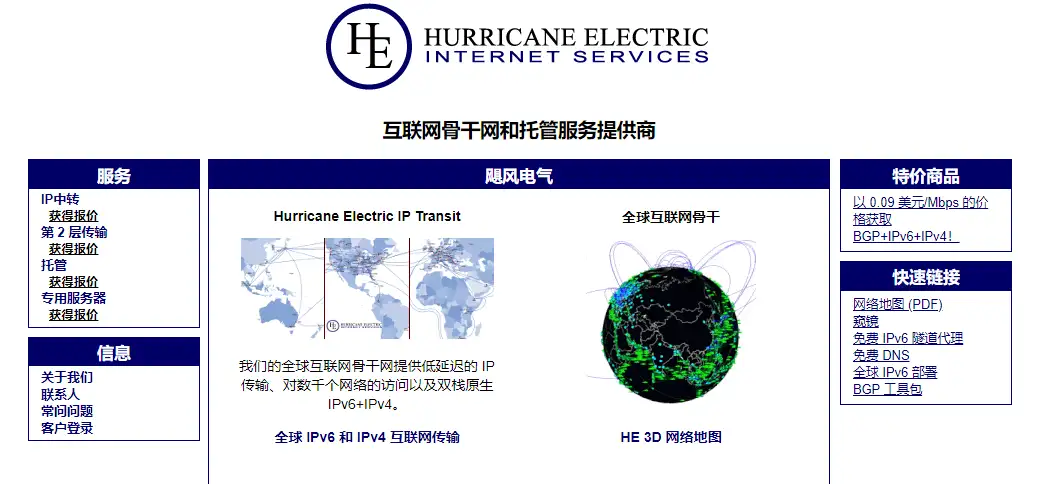 HE
HURRICANE ELECTRIC
INTERNET SERVICES
互联网骨干网和托管服务提供商
服务
IP中转
获得报价
第 2 层传输
获得报价
托管
获得报价
专用服务器
获得报价
信息
关于我们
联系人
常问问题
客户登录
飓风电气
Hurricane Electric IP Transit
HURRICANE ELECTRIC
我们的全球互联网骨干网提供低延迟的 IP
传输、对数千个网络的访问以及双栈原生
IPv6+IPv4。
全球 IPv6 和 IPv4 互联网传输
全球互联网骨干
HE 3D 网络地图
特价商品
以 0.09 美元/Mbps 的价
格获取
BGP+IPv6+IPv4！
快速链接
网络地图 (PDF)
窥镜
免费 IPv6 隧道代理
免费 DNS
全球 IPv6 部署
BGP 工具包